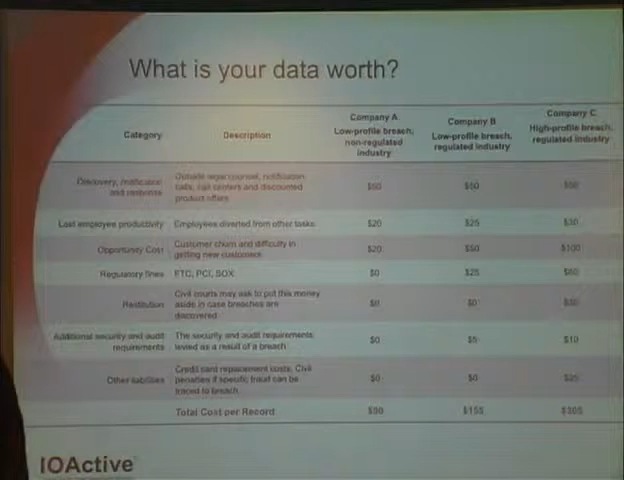 What is your data worth?
Category Description Company A Company B Company C
Low-profile breach, non-regulated industry Low-profile breach, regulated industry High-profile breach, regulated industry
Discovery, notification and response Outside legal counsel, notification calls, call centers and discounted product offers $50 $50 $50
Lost employee productivity Employees diverted from other tasks $20 $25 $30
Opportunity Cost Customer churn and difficulty in getting new customers $20 $50 $100
Regulatory fines FTC, PCI, SOX $0 $25 $60
Restitution Civil courts may ask to put this money aside in case breaches are discovered $0 $0 $30
Additional security and audit requirements The security and audit requirements levied as a result of a breach $0 $5 $10
Other liabilities Credit card replacement costs. Civil penalties if specific fraud can be traced to breach $0 $0 $25
Total Cost per Record $90 $155 $305
IOActive